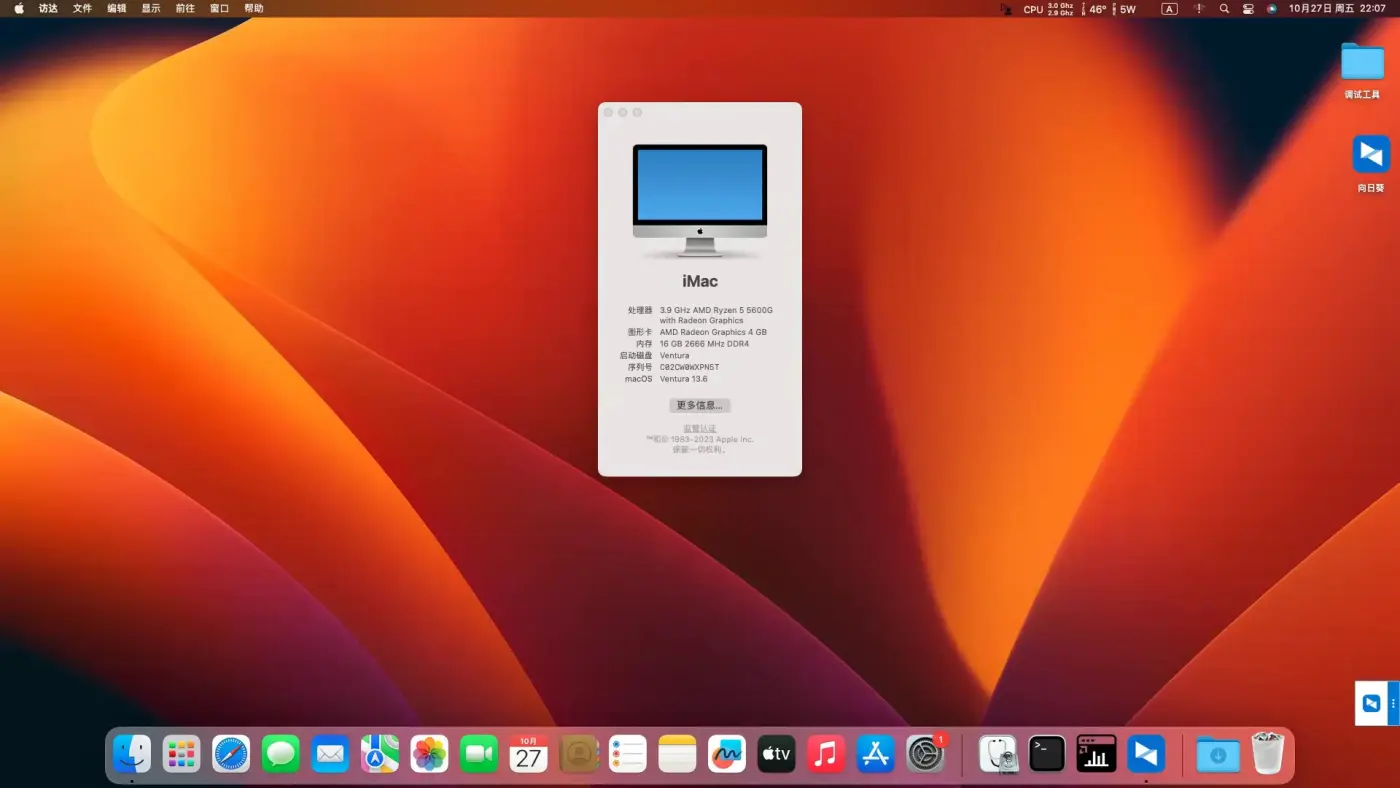 访达 文件 编辑 显示 前往 窗口 帮助
CPU 3.0 Ghz 2.9 Ghz 46° 5W A 10月27日 周五 22:07
调试工具
向日葵
iMac
处理器 3.9 GHz AMD Ryzen 5 5600G
with Radeon Graphics
图形卡 AMD Radeon Graphics 4 GB
内存 16 GB 2666 MHz DDR4
启动磁盘 Ventura
序列号 C02CW0WXPN5T
macOS Ventura 13.6
更多信息...
监管认证
™和© 1983-2023 Apple Inc.
保留一切权利。
10月
27
tv
1
>_